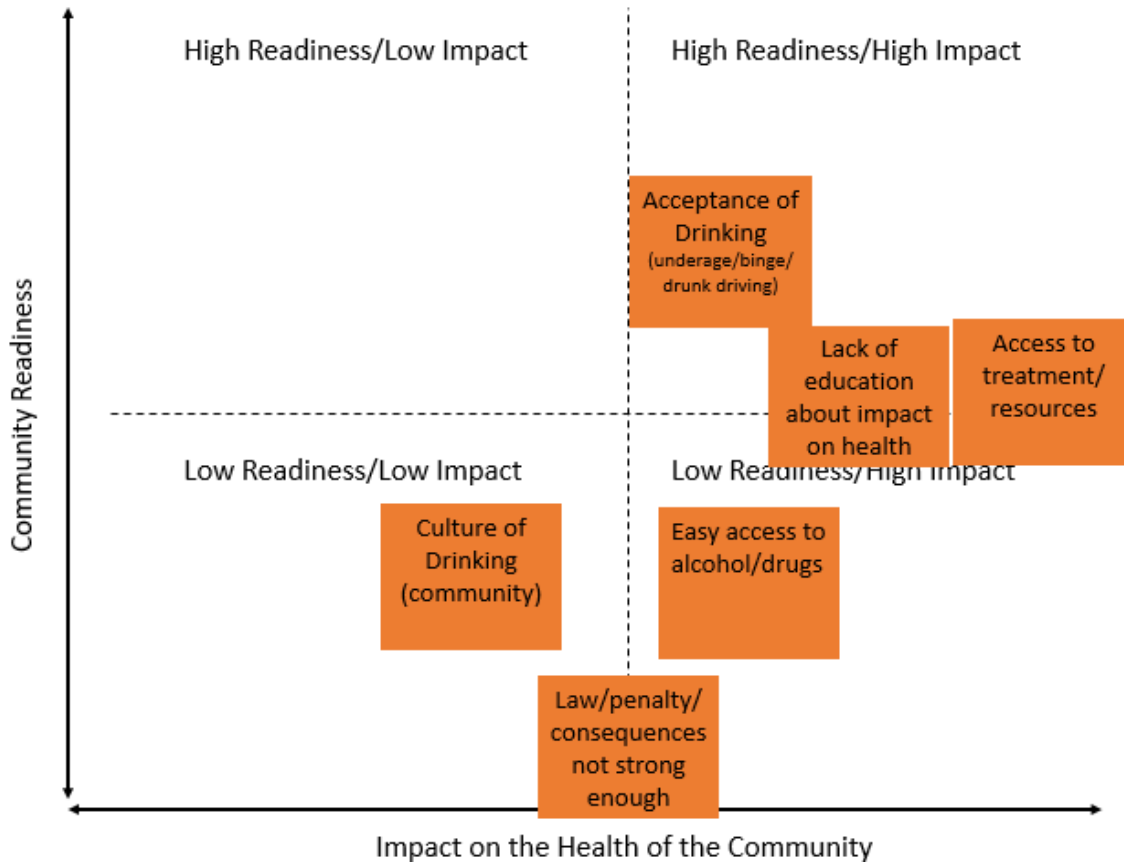 High Readiness/Low Impact
High Readiness/High Impact
Acceptance of
Drinking
(underage/binge/
drunk driving)
Lack of
education
about impact
on health
Access to
treatment/
resources
Community Readiness
Low Readiness/Low Impact
Low Readiness/High Impact
Culture of
Drinking
(community)
Easy access to
alcohol/drugs
Law/penalty/
consequences
not strong
enough
Impact on the Health of the Community